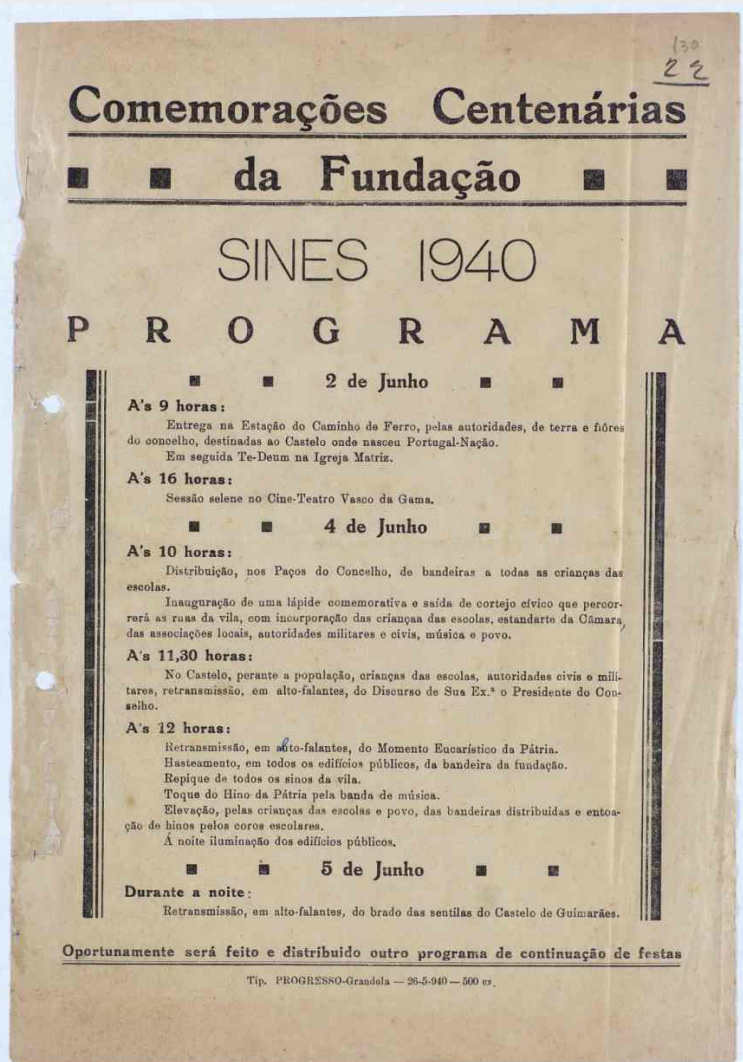 130
22
Comemorações Centenárias
da Fundação
SINES 1940
PROGRAMA
2 de Junho
A's 9 horas:
Entrega na Estação do Caminho de Ferro, pelas autoridades, de terra e flôres
do concelho, destinadas ao Castelo onde nasceu Portugal-Nação.
Em seguida Te-Deum na Igreja Matriz.
A's 16 horas:
Sessão selene no Cine-Teatro Vasco da Gama.
4 de Junho
A's 10 horas:
Distribuição, nos Paços do Concelho, de bandeiras a todas as crianças das
escolas.
Inauguração de uma lápide comemorativa e saída de cortejo cívico que percor-
rerá as ruas da vila, com incorporação das criançaa das escolas, estandarte da Câmara,
das associações locais, autoridades militares e civis, música e povo.
A's 11,30 horas:
No Castelo, perante a população, crianças das escolas, autoridades civis e mili-
tares, retransmissão, em alto-falantes, do Discurso de Sua Ex.ª o Presidente do Con-
selho.
A's 12 horas:
Retransmissão, em alto-falantes, do Momento Eucarístico da Pátria.
Hasteamento, em todos os edifícios públicos, da bandeira da fundação.
Repique de todos os sinos da vila.
Toque do Hino da Pátria pela banda de música.
Elevação, pelas crianças das escolas e povo, das bandeiras distribuidas e entoa-
ção de hinos pelos coros escolares.
Á noite iluminação dos edifícios públicos.
5 de Junho
Durante a noite:
Retransmissão, em alto-falantes, do brado das sentilas do Castelo de Guimarães.
Oportunamente será feito e distribuido outro programa de continuação de festas
Tip. PROGRESSO-Grandola — 26-5-940 — 500 ex.